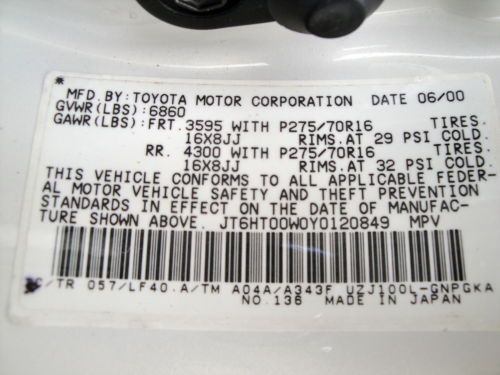 MFD.BY:TOYOTA MOTOR CORPORATION DATE 06/00
GVWR(LBS):6860
GAWR(LBS):FRT.3595 WITH P275/70R16 TIRES.
16X8JJ RIMS.AT 29 PSI COLD.
RR. 4300 WITH P275/70R16 TIRES.
16X8JJ RIMS.AT 32 PSI COLD.
THIS VEHICLE CONFORMS TO ALL APPLICABLE FEDER-
AL MOTOR VEHICLE SAFETY AND THEFT PREVENTION
STANDARDS IN EFFECT ON THE DATE OF MANUFAC-
TURE SHOWN ABOVE. JT6HT00W0Y0120849 MPV
C/TR 057/LF40.A/TM A04A/A343F UZJ100L-GNPGKA
NO.136 MADE IN JAPAN